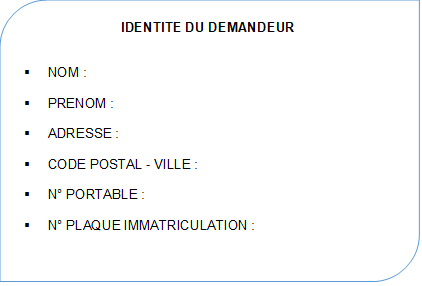 IDENTITE DU DEMANDEUR
▪ NOM :
▪ PRENOM :
▪ ADRESSE :
▪ CODE POSTAL - VILLE :
▪ N° PORTABLE :
▪ N° PLAQUE IMMATRICULATION :